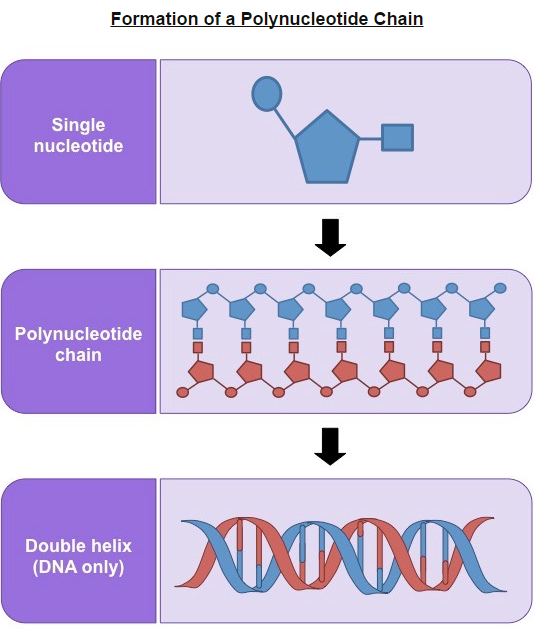 Formation of a Polynucleotide Chain
Single
nucleotide
Polynucleotide
chain
Double helix
(DNA only)